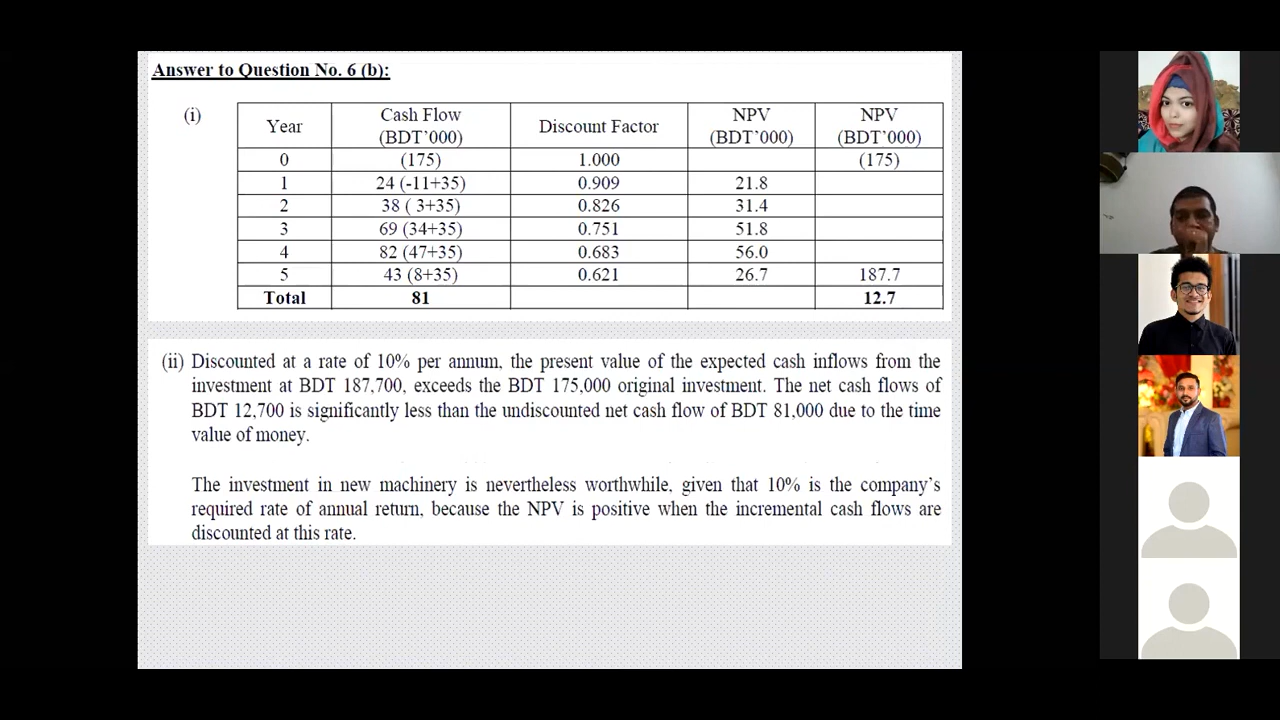 Answer to Question No. 6 (b):
(i)
Year Cash Flow (BDT’000) Discount Factor NPV (BDT’000) NPV (BDT’000)
0 (175) 1.000 (175)
1 24 (-11+35) 0.909 21.8
2 38 ( 3+35) 0.826 31.4
3 69 (34+35) 0.751 51.8
4 82 (47+35) 0.683 56.0
5 43 (8+35) 0.621 26.7 187.7
Total 81 12.7
(ii) Discounted at a rate of 10% per annum, the present value of the expected cash inflows from the
investment at BDT 187,700, exceeds the BDT 175,000 original investment. The net cash flows of
BDT 12,700 is significantly less than the undiscounted net cash flow of BDT 81,000 due to the time
value of money.
The investment in new machinery is nevertheless worthwhile, given that 10% is the company’s
required rate of annual return, because the NPV is positive when the incremental cash flows are
discounted at this rate.